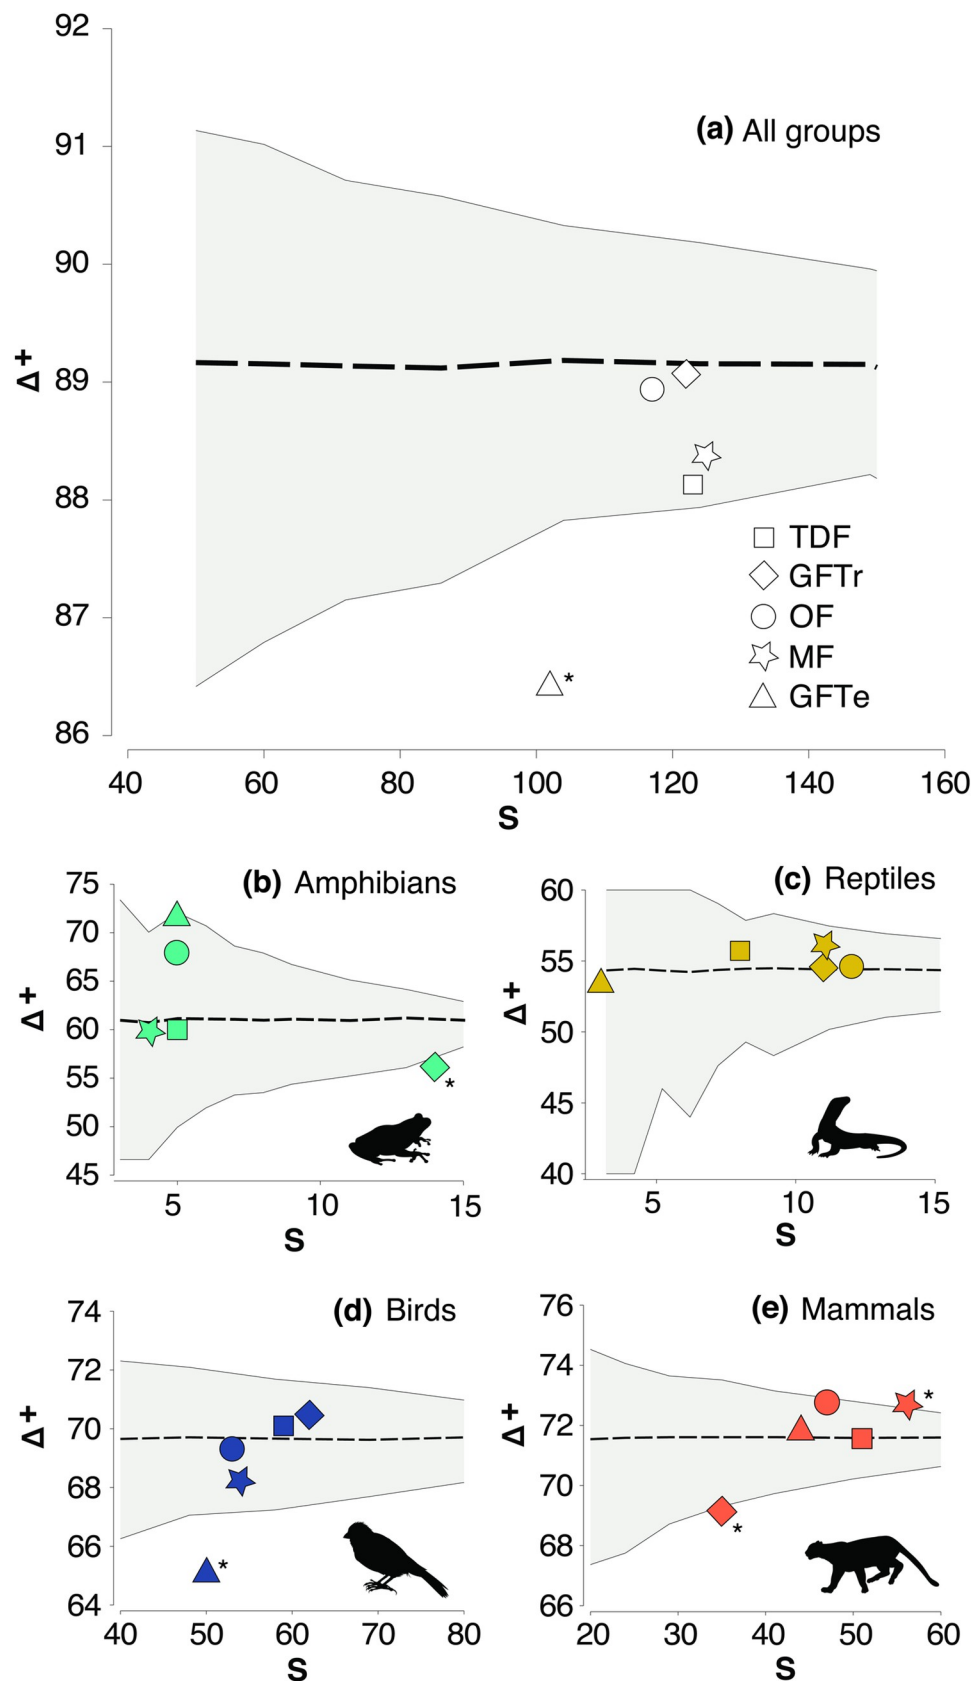 92
(a) All groups
91
90
Δ+
89
88
TDF
GFTr
87
OF
MF
*
GFTe
86
40 60 80 100 120 140 160
S
75
(b) Amphibians
70
65
Δ+
60
55
*
50
45
5 10 15
S
60
(c) Reptiles
55
Δ+
50
45
40
5 10 15
S
74
(d) Birds
72
70
Δ+
68
66
*
64
40 50 60 70 80
S
76
(e) Mammals
74
*
72
Δ+
70
*
68
66
20 30 40 50 60
S